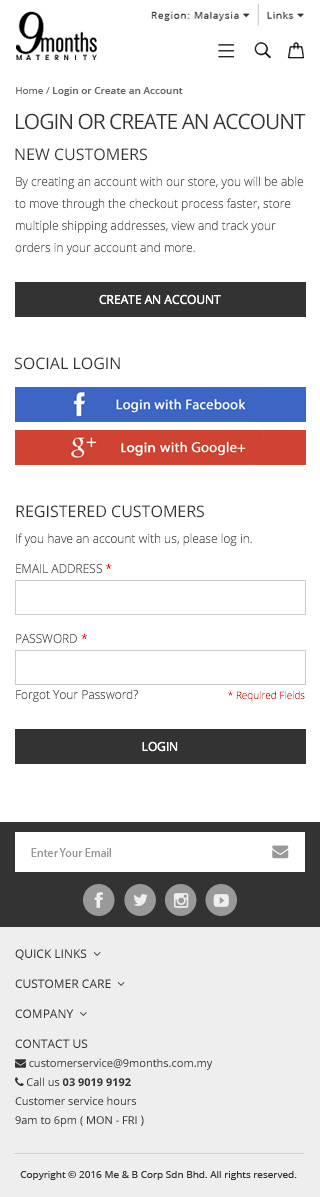 Region: Malaysia
Links
9months
MATERNITY
Home / Login or Create an Account
LOGIN OR CREATE AN ACCOUNT
NEW CUSTOMERS
By creating an account with our store, you will be able
to move through the checkout process faster, store
multiple shipping addresses, view and track your
orders in your account and more.
CREATE AN ACCOUNT
SOCIAL LOGIN
f Login with Facebook
g+ Login with Google+
REGISTERED CUSTOMERS
If you have an account with us, please log in.
EMAIL ADDRESS *
PASSWORD *
Forgot Your Password?
* Required Fields
LOGIN
Enter Your Email
QUICK LINKS
CUSTOMER CARE
COMPANY
CONTACT US
customerservice@9months.com.my
Call us 03 9019 9192
Customer service hours
9am to 6pm ( MON - FRI )
Copyright © 2016 Me & B Corp Sdn Bhd. All rights reserved.